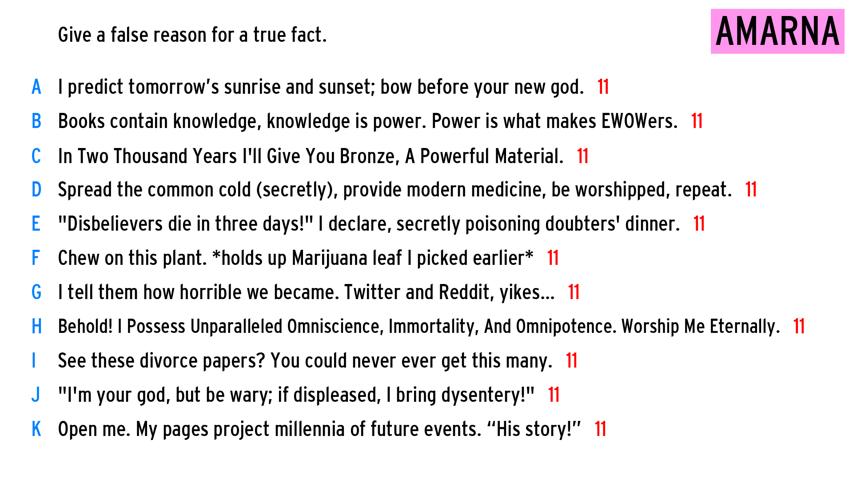 Give a false reason for a true fact.
AMARNA
A I predict tomorrow's sunrise and sunset; bow before your new god. 11
B Books contain knowledge, knowledge is power. Power is what makes EWOWers. 11
C In Two Thousand Years I'll Give You Bronze, A Powerful Material. 11
D Spread the common cold (secretly), provide modern medicine, be worshipped, repeat. 11
E "Disbelievers die in three days!" I declare, secretly poisoning doubters' dinner. 11
F Chew on this plant. *holds up Marijuana leaf I picked earlier* 11
G I tell them how horrible we became. Twitter and Reddit, yikes... 11
H Behold! I Possess Unparalleled Omniscience, Immortality, And Omnipotence. Worship Me Eternally. 11
I See these divorce papers? You could never ever get this many. 11
J "I'm your god, but be wary; if displeased, I bring dysentery!" 11
K Open me. My pages project millennia of future events. “His story!” 11